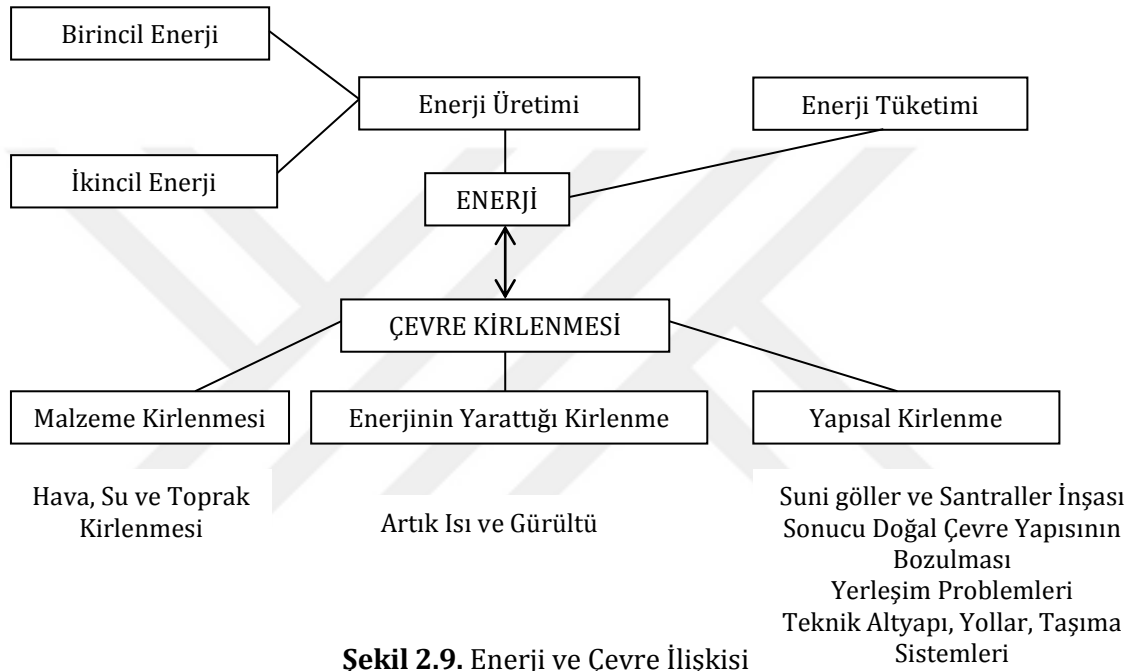 Birincil Enerji
Enerji Üretimi
Enerji Tüketimi
İkincil Enerji
ENERJİ
ÇEVRE KİRLENMESİ
Malzeme Kirlenmesi
Enerjinin Yarattığı Kirlenme
Yapısal Kirlenme
Hava, Su ve Toprak
Kirlenmesi
Artık Isı ve Gürültü
Suni göller ve Santraller İnşası
Sonucu Doğal Çevre Yapısının
Bozulması
Yerleşim Problemleri
Teknik Altyapı, Yollar, Taşıma
Sistemleri
Şekil 2.9. Enerji ve Çevre İlişkisi